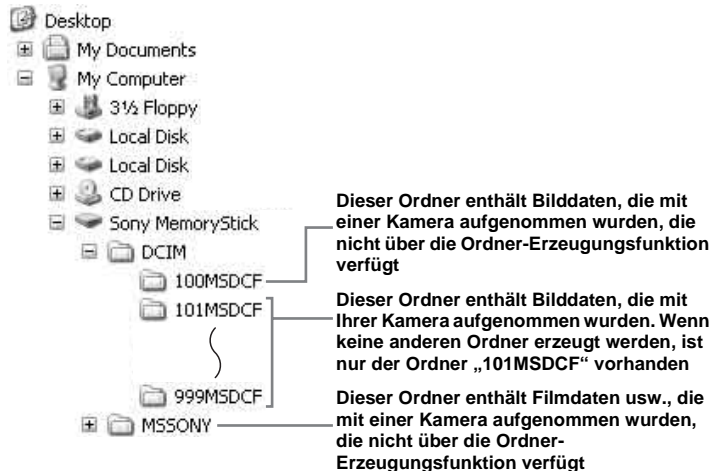 Desktop
My Documents
My Computer
3½ Floppy
Local Disk
Local Disk
CD Drive
Sony MemoryStick
DCIM
100MSDCF
101MSDCF
999MSDCF
MSSONY
Dieser Ordner enthält Bilddaten, die mit
einer Kamera aufgenommen wurden, die
nicht über die Ordner-Erzeugungsfunktion
verfügt
Dieser Ordner enthält Bilddaten, die mit
Ihrer Kamera aufgenommen wurden. Wenn
keine anderen Ordner erzeugt werden, ist
nur der Ordner „101MSDCF“ vorhanden
Dieser Ordner enthält Filmdaten usw., die
mit einer Kamera aufgenommen wurden,
die nicht über die Ordner-
Erzeugungsfunktion verfügt